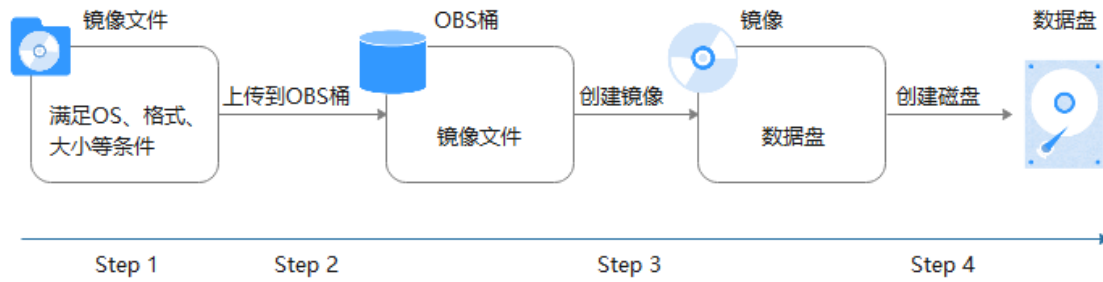 镜像文件
OBS桶
镜像
数据盘
满足OS、格式、
大小等条件
上传到OBS桶
镜像文件
创建镜像
数据盘
创建磁盘
Step 1
Step 2
Step 3
Step 4